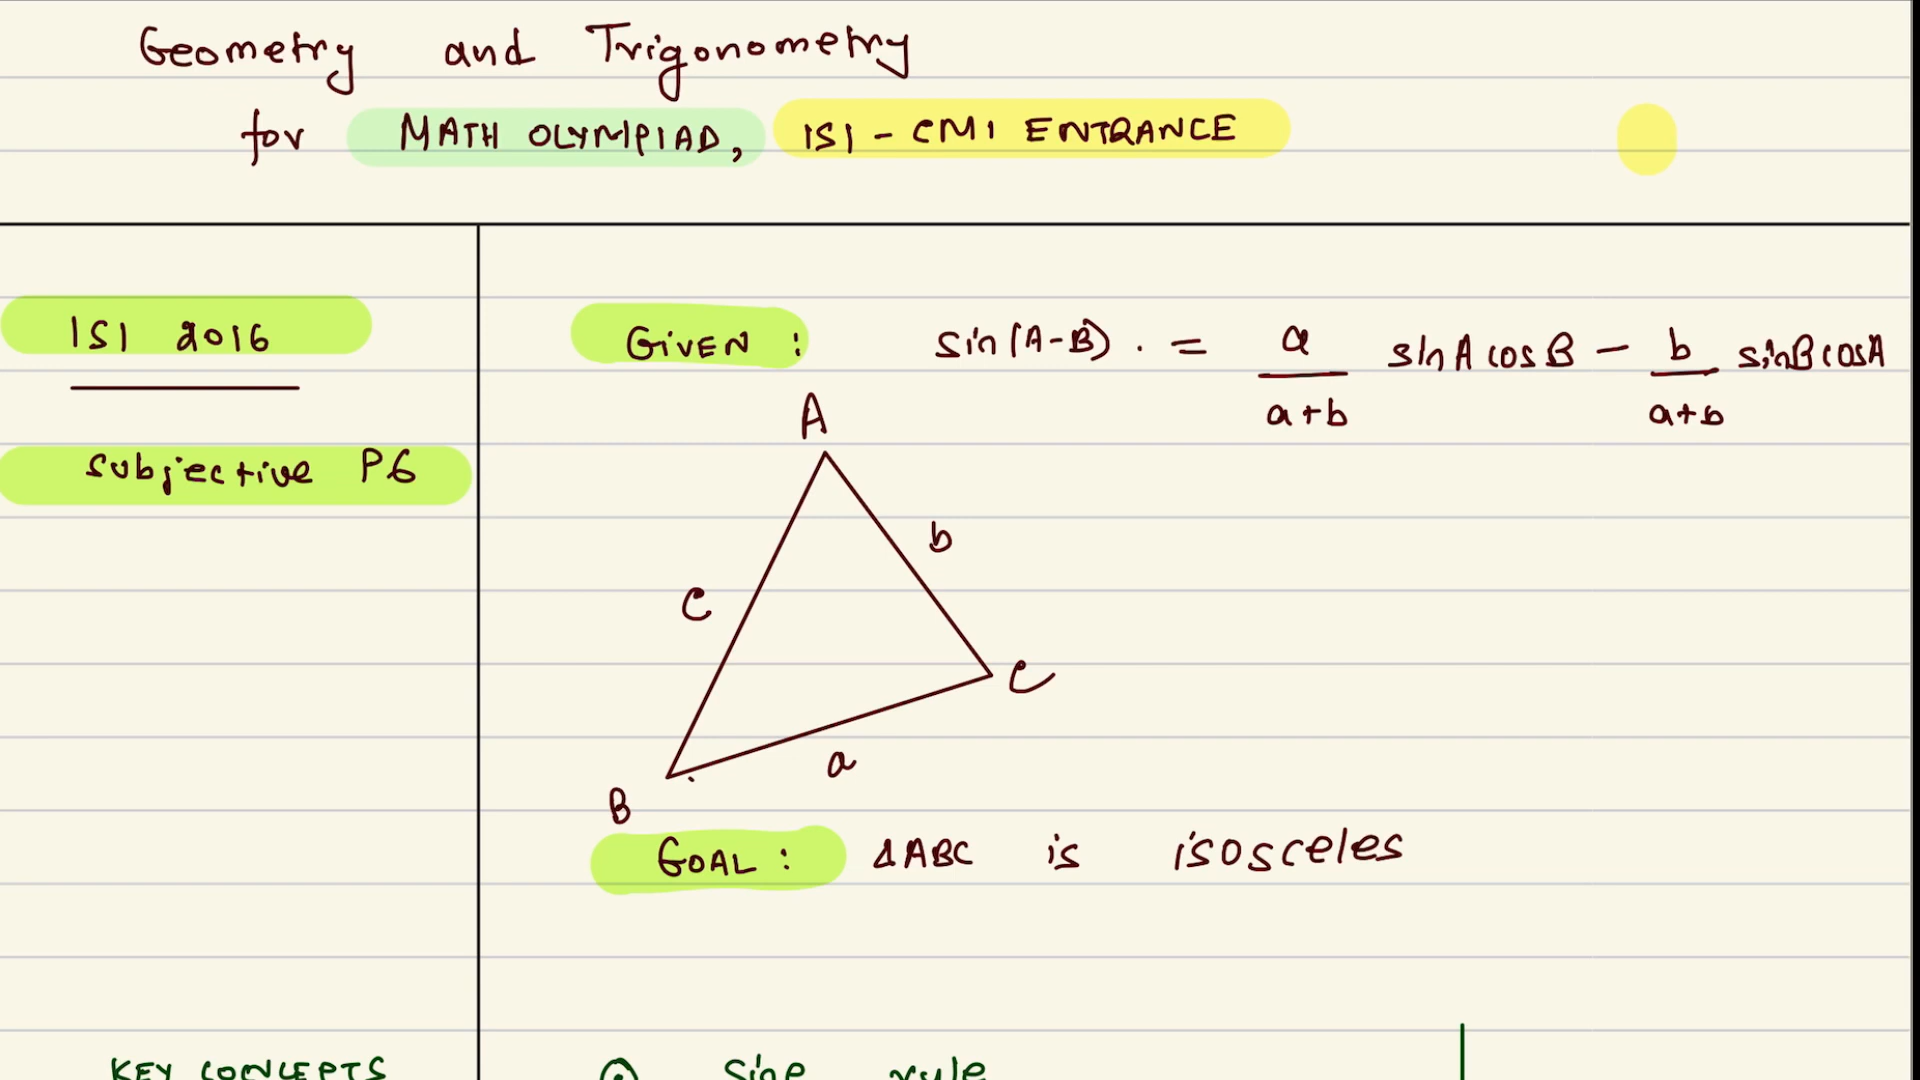 Geometry and Trigonometry
for MATH OLYMPIAD, ISI - CMI ENTRANCE
ISI 2016
Subjective P6
GIVEN : sin(A-B) . = a/a+b sinA cosB - b/a+b sinB cosA
A
b
c
C
a
B
GOAL : ΔABC is isosceles
KEY CONCEPTS
Sine rule